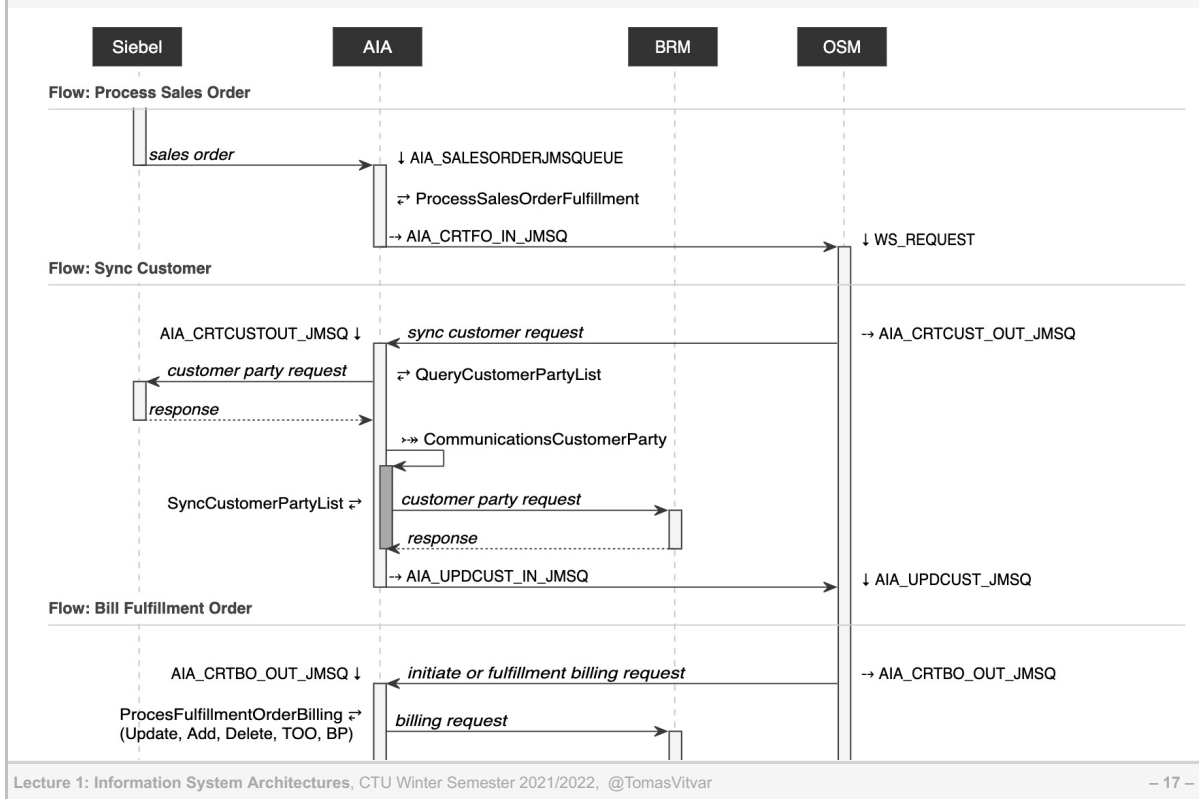 Siebel AIA BRM OSM
Flow: Process Sales Order
sales order ↓ AIA_SALESORDERJMSQUEUE
⇄ ProcessSalesOrderFulfillment
⇢ AIA_CRTFO_IN_JMSQ ↓ WS_REQUEST
Flow: Sync Customer
AIA_CRTCUSTOUT_JMSQ ↓ sync customer request ⇢ AIA_CRTCUST_OUT_JMSQ
customer party request ⇄ QueryCustomerPartyList
response
⤐ CommunicationsCustomerParty
SyncCustomerPartyList ⇄ customer party request
response
⇢ AIA_UPDCUST_IN_JMSQ ↓ AIA_UPDCUST_JMSQ
Flow: Bill Fulfillment Order
AIA_CRTBO_OUT_JMSQ ↓ initiate or fulfillment billing request ⇢ AIA_CRTBO_OUT_JMSQ
ProcesFulfillmentOrderBilling ⇄ billing request
(Update, Add, Delete, TOO, BP)
Lecture 1: Information System Architectures, CTU Winter Semester 2021/2022, @TomasVitvar – 17 –